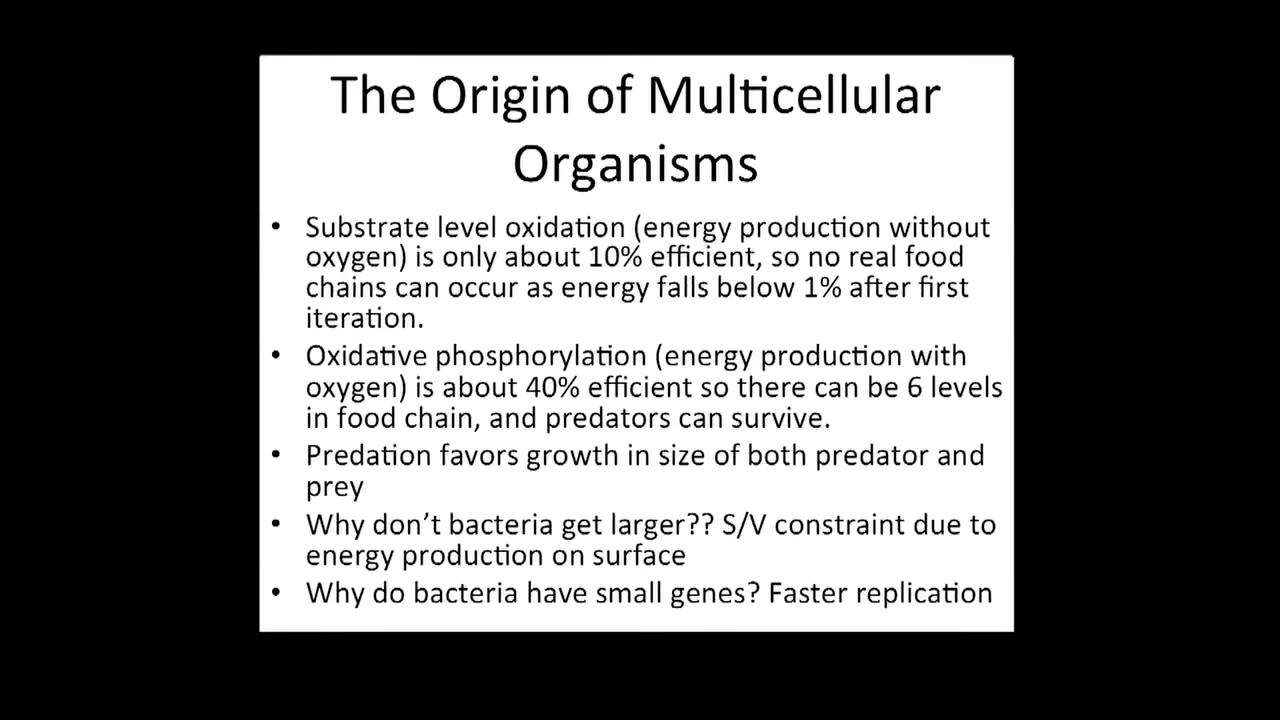 The Origin of Multicellular
Organisms
• Substrate level oxidation (energy production without
oxygen) is only about 10% efficient, so no real food
chains can occur as energy falls below 1% after first
iteration.
• Oxidative phosphorylation (energy production with
oxygen) is about 40% efficient so there can be 6 levels
in food chain, and predators can survive.
• Predation favors growth in size of both predator and
prey
• Why don’t bacteria get larger?? S/V constraint due to
energy production on surface
• Why do bacteria have small genes? Faster replication